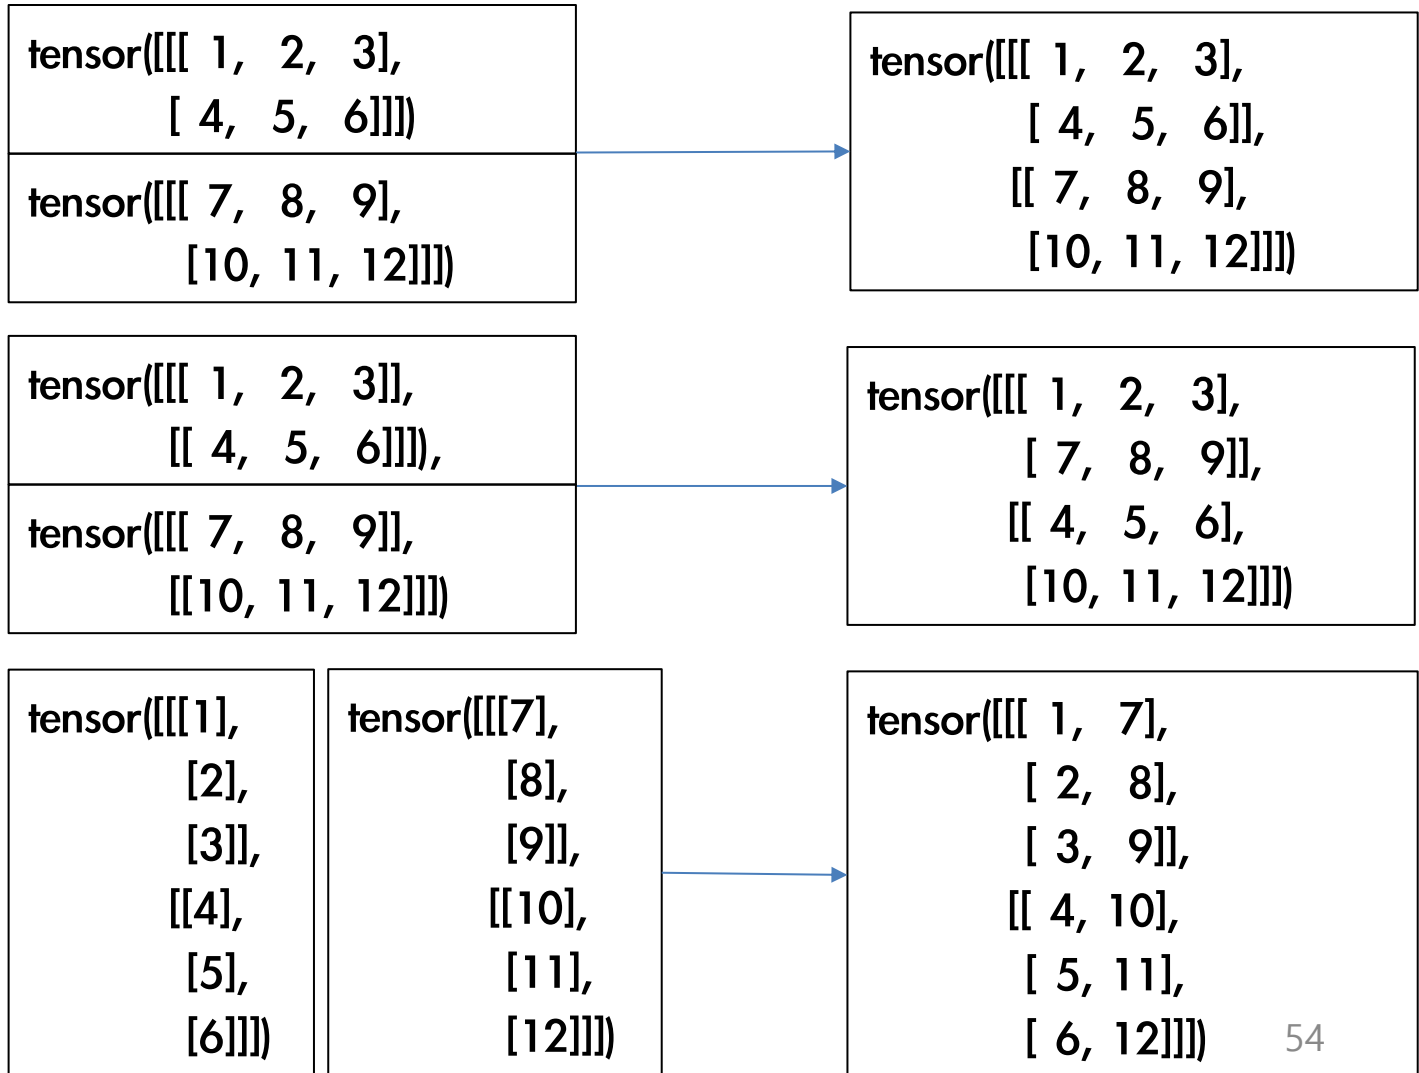 tensor([[[ 1, 2, 3],
[ 4, 5, 6]]])
tensor([[[ 7, 8, 9],
[10, 11, 12]]])
tensor([[[ 1, 2, 3],
[ 4, 5, 6]],
[[ 7, 8, 9],
[10, 11, 12]]])
tensor([[[ 1, 2, 3]],
[[ 4, 5, 6]]]),
tensor([[[ 7, 8, 9]],
[[10, 11, 12]]])
tensor([[[ 1, 2, 3],
[ 7, 8, 9]],
[[ 4, 5, 6],
[10, 11, 12]]])
tensor([[[1],
[2],
[3]],
[[4],
[5],
[6]]])
tensor([[[7],
[8],
[9]],
[[10],
[11],
[12]]])
tensor([[[ 1, 7],
[ 2, 8],
[ 3, 9]],
[[ 4, 10],
[ 5, 11],
[ 6, 12]]])
54